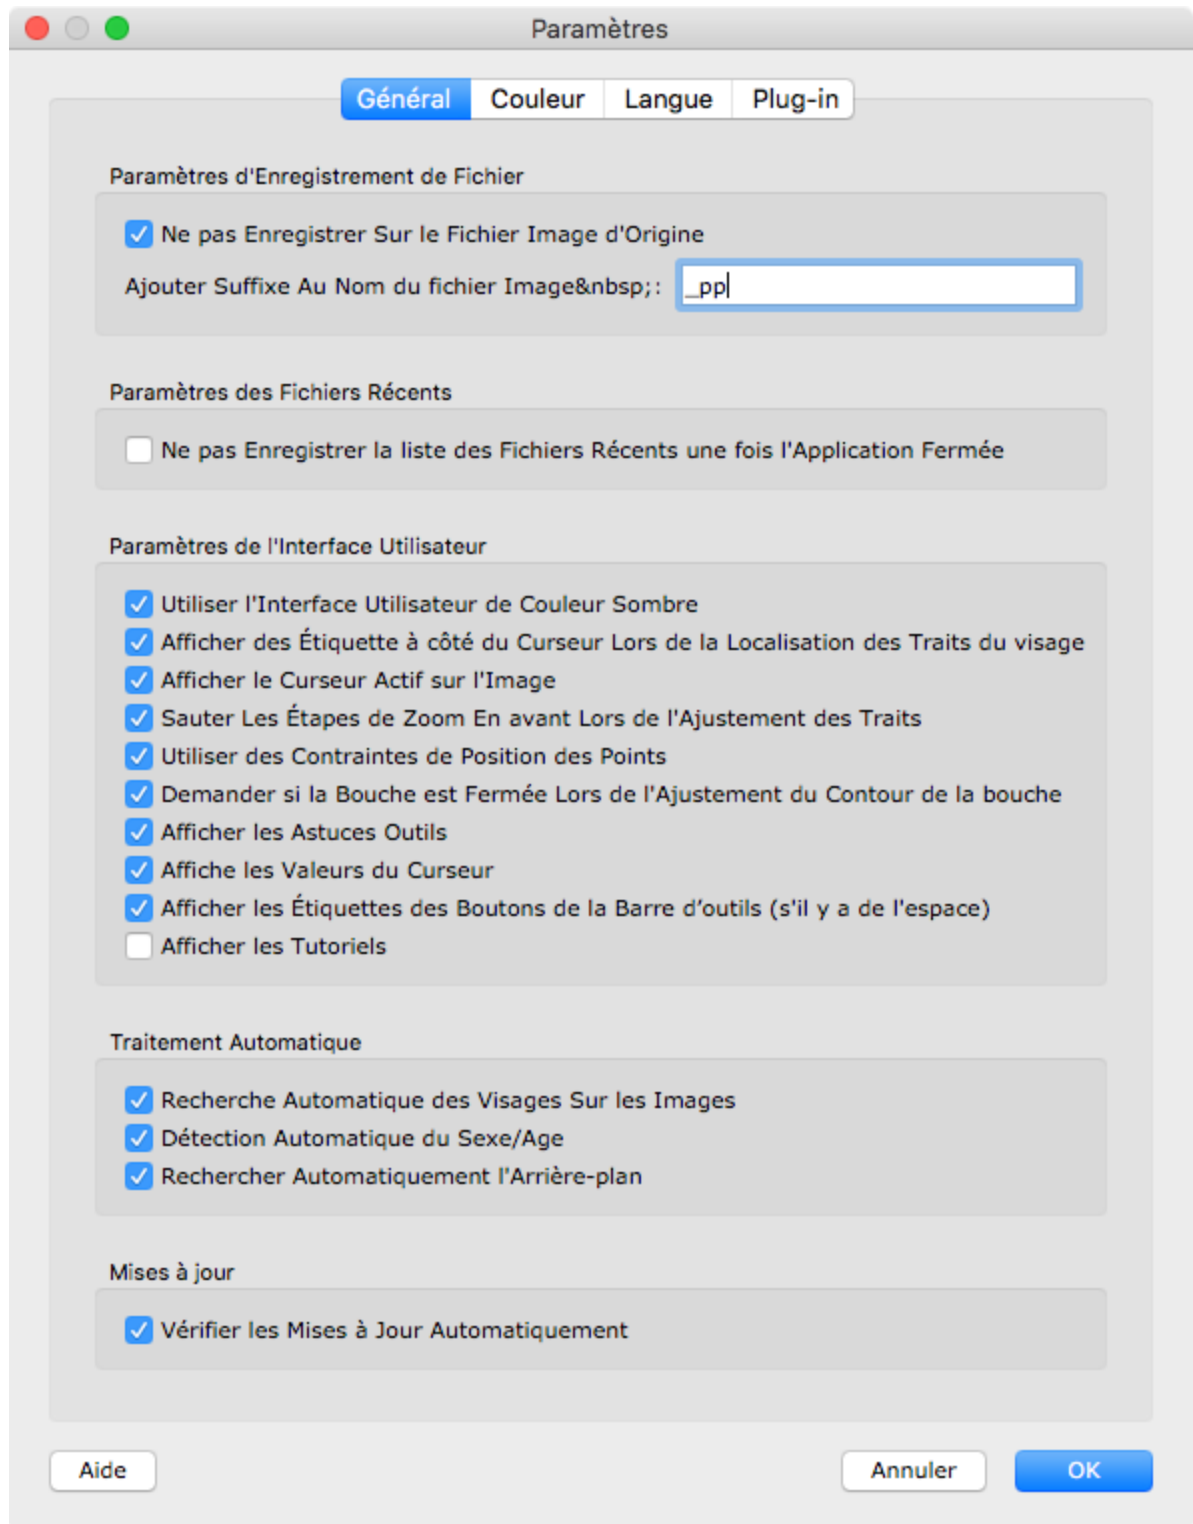 Paramètres
Général Couleur Langue Plug-in
Paramètres d'Enregistrement de Fichier
Ne pas Enregistrer Sur le Fichier Image d'Origine
Ajouter Suffixe Au Nom du fichier Image&nbsp;: _pp
Paramètres des Fichiers Récents
Ne pas Enregistrer la liste des Fichiers Récents une fois l'Application Fermée
Paramètres de l'Interface Utilisateur
Utiliser l'Interface Utilisateur de Couleur Sombre
Afficher des Étiquette à côté du Curseur Lors de la Localisation des Traits du visage
Afficher le Curseur Actif sur l'Image
Sauter Les Étapes de Zoom En avant Lors de l'Ajustement des Traits
Utiliser des Contraintes de Position des Points
Demander si la Bouche est Fermée Lors de l'Ajustement du Contour de la bouche
Afficher les Astuces Outils
Affiche les Valeurs du Curseur
Afficher les Étiquettes des Boutons de la Barre d’outils (s'il y a de l'espace)
Afficher les Tutoriels
Traitement Automatique
Recherche Automatique des Visages Sur les Images
Détection Automatique du Sexe/Age
Rechercher Automatiquement l'Arrière-plan
Mises à jour
Vérifier les Mises à Jour Automatiquement
Aide Annuler OK